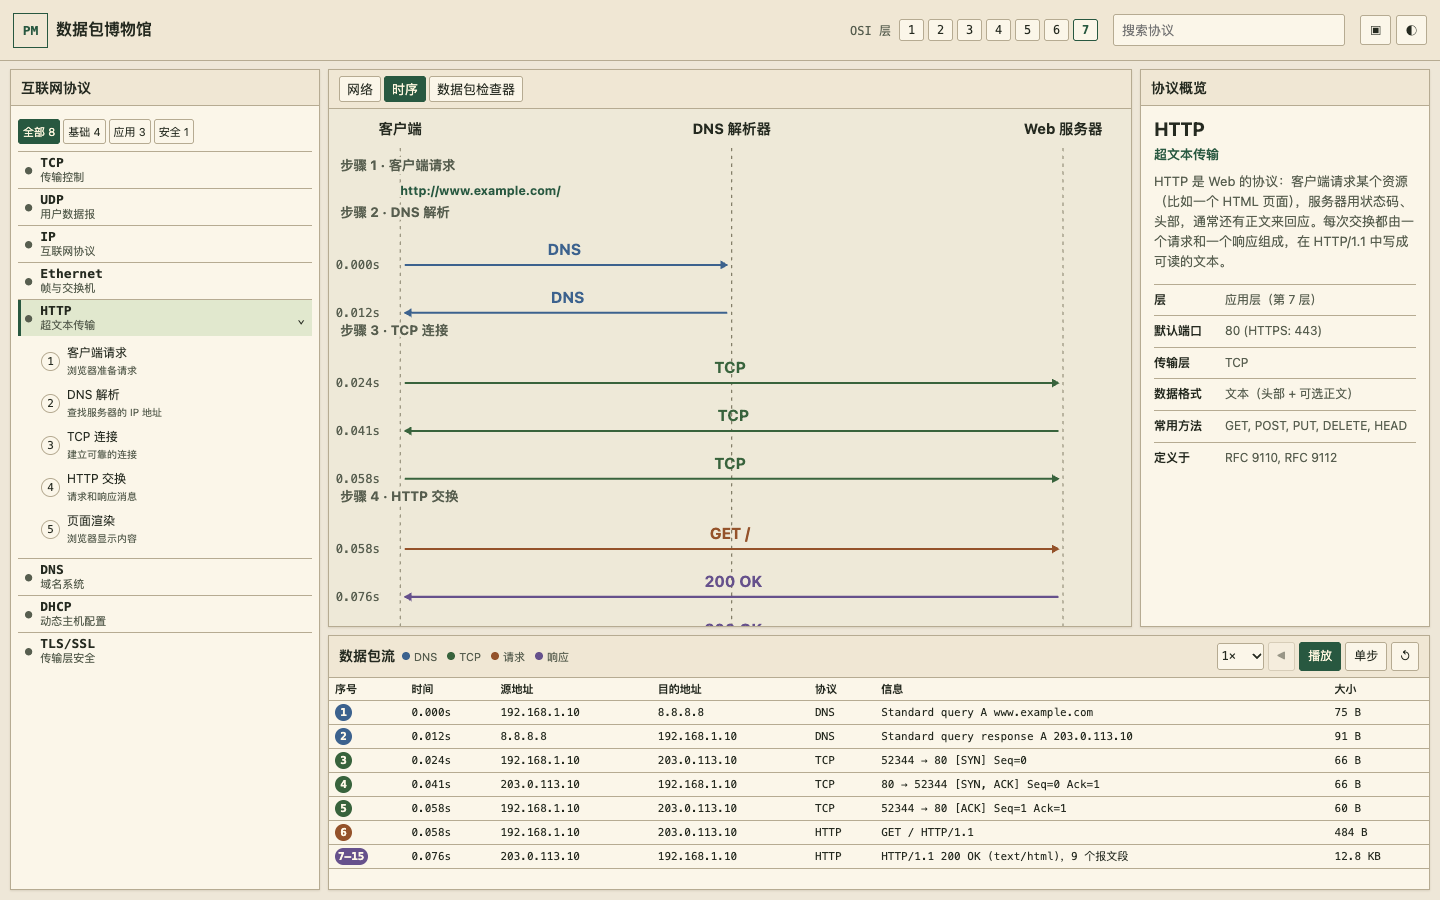 PM 数据包博物馆
OSI 层 1 2 3 4 5 6 7 搜索协议
互联网协议
全部 8 基础 4 应用 3 安全 1
TCP
传输控制
UDP
用户数据报
IP
互联网协议
Ethernet
帧与交换机
HTTP
超文本传输
1 客户端请求
浏览器准备请求
2 DNS 解析
查找服务器的 IP 地址
3 TCP 连接
建立可靠的连接
4 HTTP 交换
请求和响应消息
5 页面渲染
浏览器显示内容
DNS
域名系统
DHCP
动态主机配置
TLS/SSL
传输层安全
网络 时序 数据包检查器
客户端 DNS 解析器 Web 服务器
步骤 1 · 客户端请求
http://www.example.com/
步骤 2 · DNS 解析
DNS
0.000s
DNS
0.012s
步骤 3 · TCP 连接
TCP
0.024s
TCP
0.041s
TCP
0.058s
步骤 4 · HTTP 交换
GET /
0.058s
200 OK
0.076s
200 OK
协议概览
HTTP
超文本传输
HTTP 是 Web 的协议：客户端请求某个资源
（比如一个 HTML 页面），服务器用状态码、
头部，通常还有正文来回应。每次交换都由一
个请求和一个响应组成，在 HTTP/1.1 中写成
可读的文本。
层 应用层（第 7 层）
默认端口 80 (HTTPS: 443)
传输层 TCP
数据格式 文本（头部 + 可选正文）
常用方法 GET, POST, PUT, DELETE, HEAD
定义于 RFC 9110, RFC 9112
数据包流 DNS TCP 请求 响应 1× 播放 单步
序号 时间 源地址 目的地址 协议 信息 大小
1 0.000s 192.168.1.10 8.8.8.8 DNS Standard query A www.example.com 75 B
2 0.012s 8.8.8.8 192.168.1.10 DNS Standard query response A 203.0.113.10 91 B
3 0.024s 192.168.1.10 203.0.113.10 TCP 52344 → 80 [SYN] Seq=0 66 B
4 0.041s 203.0.113.10 192.168.1.10 TCP 80 → 52344 [SYN, ACK] Seq=0 Ack=1 66 B
5 0.058s 192.168.1.10 203.0.113.10 TCP 52344 → 80 [ACK] Seq=1 Ack=1 60 B
6 0.058s 192.168.1.10 203.0.113.10 HTTP GET / HTTP/1.1 484 B
7–15 0.076s 203.0.113.10 192.168.1.10 HTTP HTTP/1.1 200 OK (text/html)，9 个报文段 12.8 KB